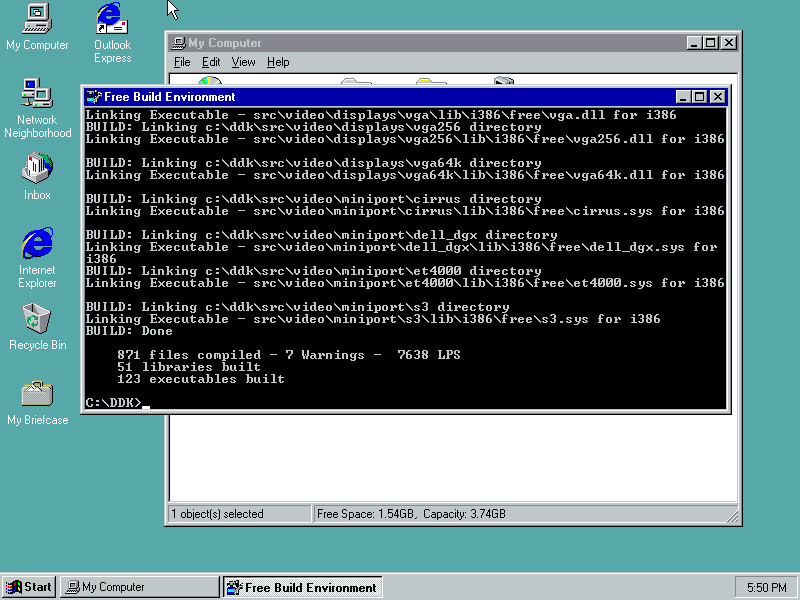 My Computer
Outlook
Express
Network
Neighborhood
Inbox
Internet
Explorer
Recycle Bin
My Briefcase
My Computer
File Edit View Help
Free Build Environment
Linking Executable - src\video\displays\vga\lib\i386\free\vga.dll for i386
BUILD: Linking c:\ddk\src\video\displays\vga256 directory
Linking Executable - src\video\displays\vga256\lib\i386\free\vga256.dll for i386
BUILD: Linking c:\ddk\src\video\displays\vga64k directory
Linking Executable - src\video\displays\vga64k\lib\i386\free\vga64k.dll for i386
BUILD: Linking c:\ddk\src\video\miniport\cirrus directory
Linking Executable - src\video\miniport\cirrus\lib\i386\free\cirrus.sys for i386
BUILD: Linking c:\ddk\src\video\miniport\dell_dgx directory
Linking Executable - src\video\miniport\dell_dgx\lib\i386\free\dell_dgx.sys for
i386
BUILD: Linking c:\ddk\src\video\miniport\et4000 directory
Linking Executable - src\video\miniport\et4000\lib\i386\free\et4000.sys for i386
BUILD: Linking c:\ddk\src\video\miniport\s3 directory
Linking Executable - src\video\miniport\s3\lib\i386\free\s3.sys for i386
BUILD: Done
871 files compiled - 7 Warnings - 7638 LPS
51 libraries built
123 executables built
C:\DDK>_
1 object(s) selected
Free Space: 1.54GB, Capacity: 3.74GB
Start
My Computer
Free Build Environment
5:50 PM